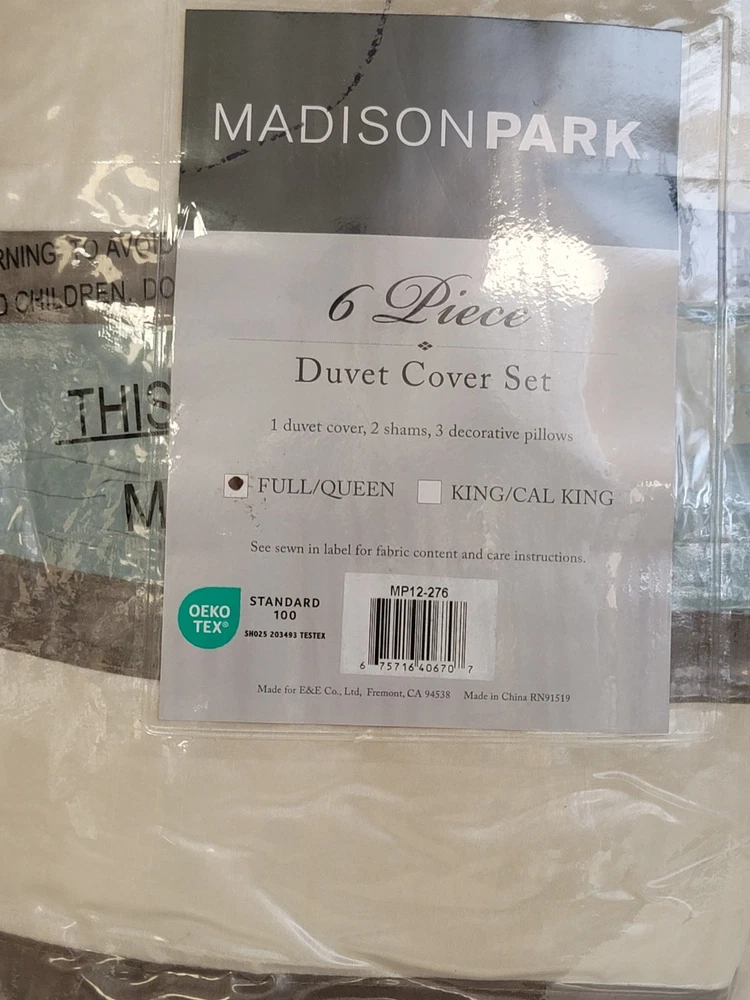 MADISONPARK
6 Piece
Duvet Cover Set
1 duvet cover, 2 shams, 3 decorative pillows
FULL/QUEEN KING/CAL KING
See sewn in label for fabric content and care instructions.
OEKO
TEX®
STANDARD
100
SH025 203493 TESTEX
MP12-276
6 75716 40670 7
Made for E&E Co., Ltd, Fremont, CA 94538 Made in China RN91519
TO AVOID
CHILDREN. DO
THIS